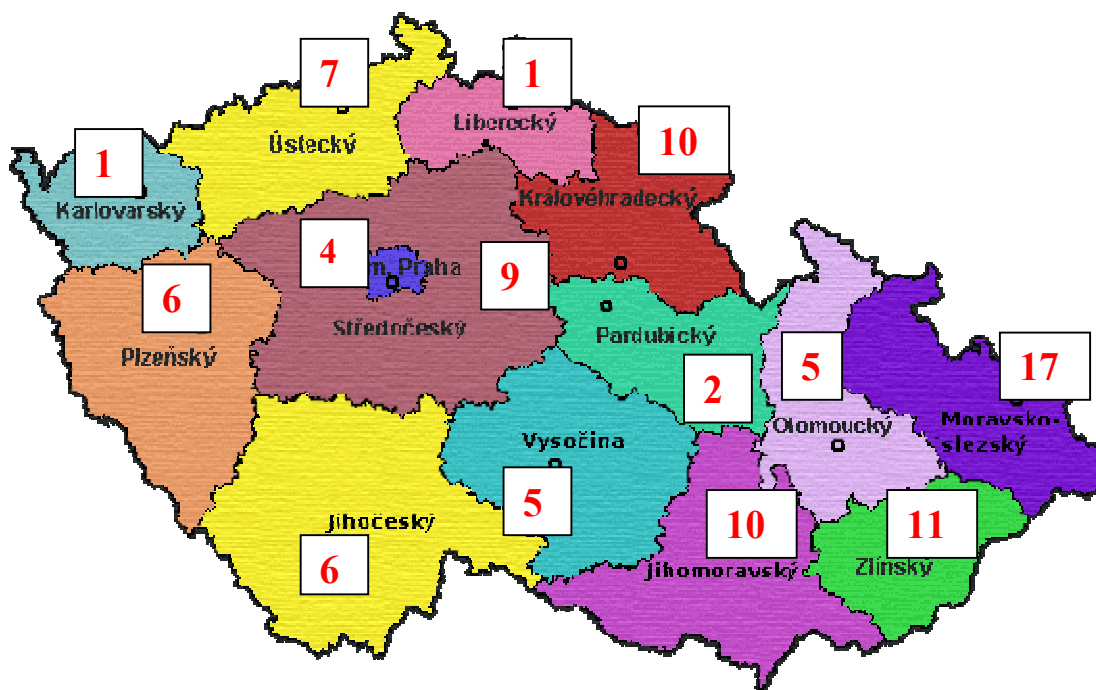 7
1
Ústecký
Liberecký
10
1
Karlovarský
Královéhradecký
4
9
m. Praha
6
Středočeský
Pardubický
Plzeňský
5
17
2
Olomoucký
Moravsko-
slezský
Vysočina
5
Jihočeský
6
10
11
Jihomoravský
Zlínský